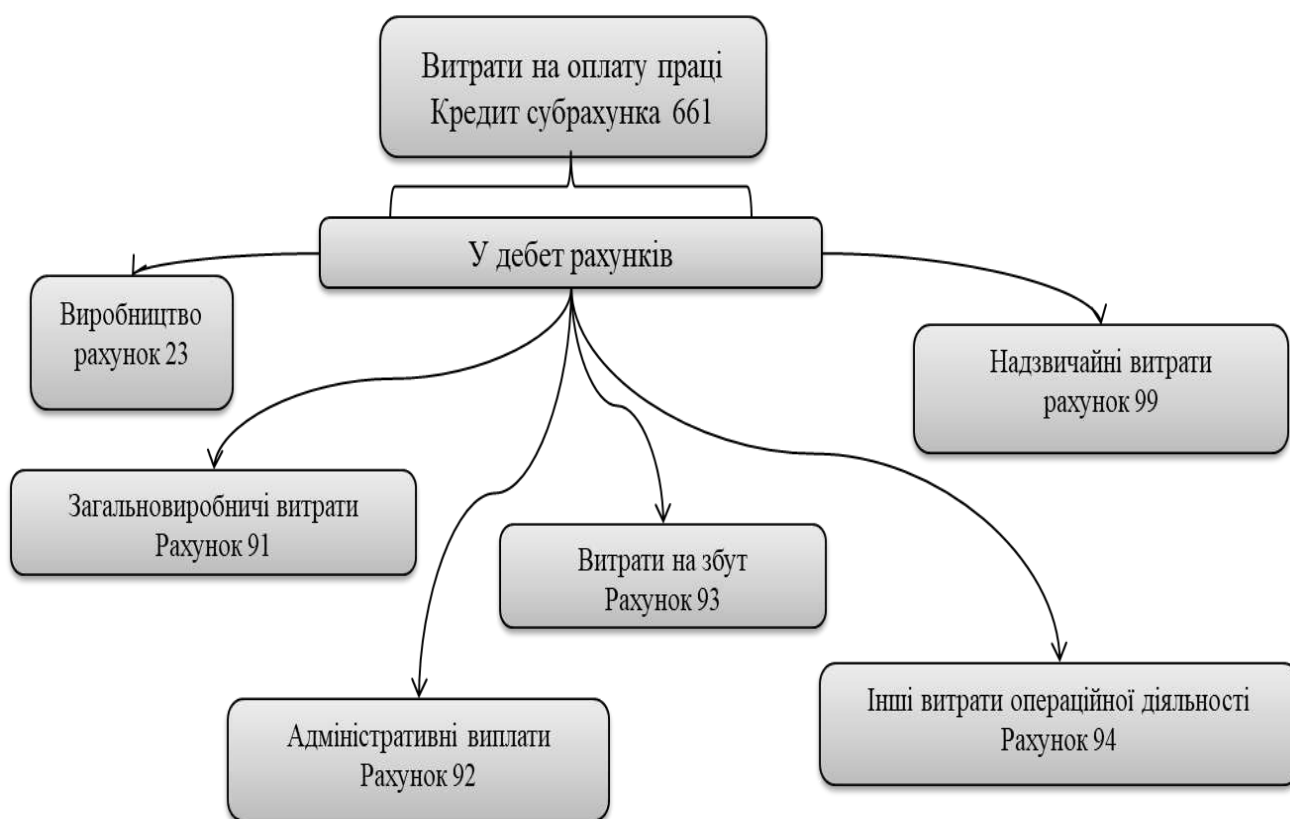 Витрати на оплату праці
Кредит субрахунка 661
У дебет рахунків
Виробництво
рахунок 23
Надзвичайні витрати
рахунок 99
Загальновиробничі витрати
Рахунок 91
Витрати на збут
Рахунок 93
Адміністративні виплати
Рахунок 92
Інші витрати операційної діяльності
Рахунок 94